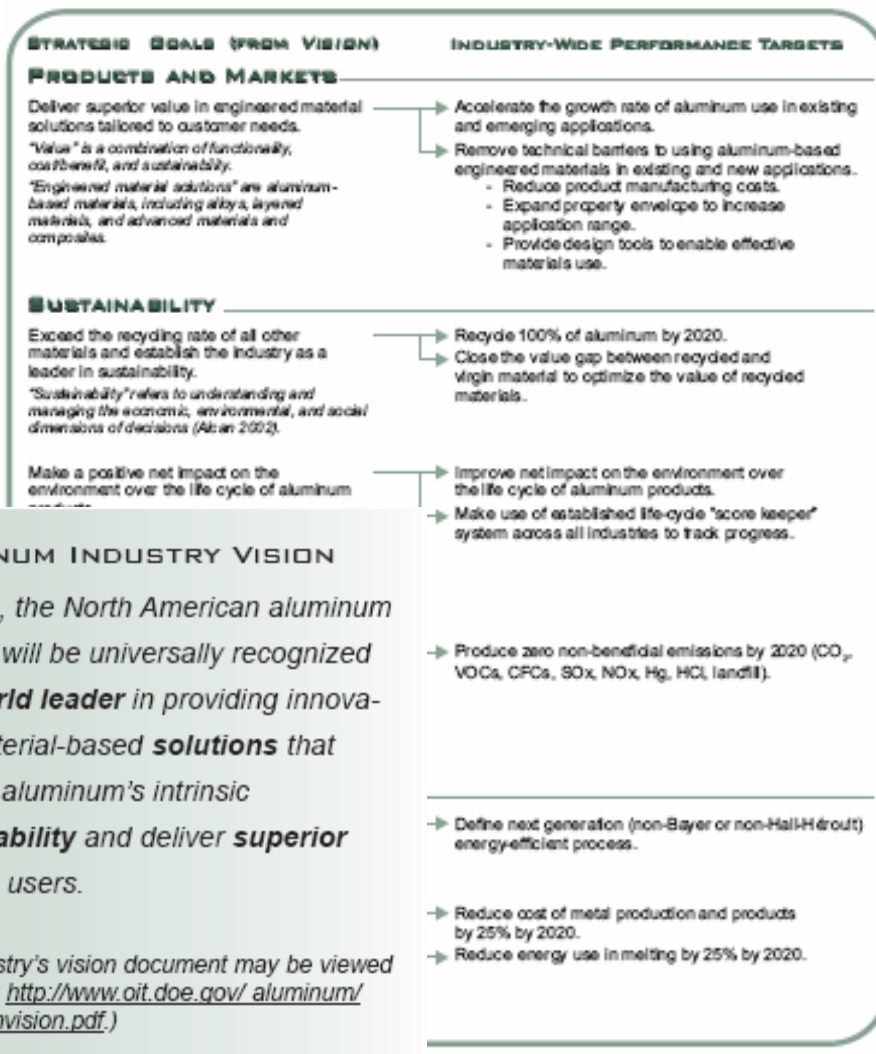 STRATEGIC GOALS (FROM VISION)
INDUSTRY-WIDE PERFORMANCE TARGETS
PRODUCTS AND MARKETS
Deliver superior value in engineered material
solutions tailored to customer needs.
"Value" is a combination of functionality,
cost/benefit, and sustainability.
"Engineered material solutions" are aluminum-
based materials, including alloys, layered
materials, and advanced materials and
composites.
Accelerate the growth rate of aluminum use in existing
and emerging applications.
Remove technical barriers to using aluminum-based
engineered materials in existing and new applications.
- Reduce product manufacturing costs.
- Expand property envelope to increase
application range.
- Provide design tools to enable effective
materials use.
SUSTAINABILITY
Exceed the recycling rate of all other
materials and establish the industry as a
leader in sustainability.
"Sustainability" refers to understanding and
managing the economic, environmental, and social
dimensions of decisions (Alcan 2002).
Recycle 100% of aluminum by 2020.
Close the value gap between recycled and
virgin material to optimize the value of recycled
materials.
Make a positive net impact on the
environment over the life cycle of aluminum
Improve net impact on the environment over
the life cycle of aluminum products.
Make use of established life-cycle "score keeper"
system across all industries to track progress.
Produce zero non-beneficial emissions by 2020 (CO₂,
VOCs, CFCs, SOx, NOx, Hg, HCl, landfill).
Define next generation (non-Bayer or non-Hall-Héroult)
energy-efficient process.
Reduce cost of metal production and products
by 25% by 2020.
Reduce energy use in melting by 25% by 2020.
NUM INDUSTRY VISION
, the North American aluminum
will be universally recognized
rld leader in providing innova-
terial-based solutions that
aluminum's intrinsic
ability and deliver superior
users.
stry's vision document may be viewed
http://www.oit.doe.gov/ aluminum/
nvision.pdf.)